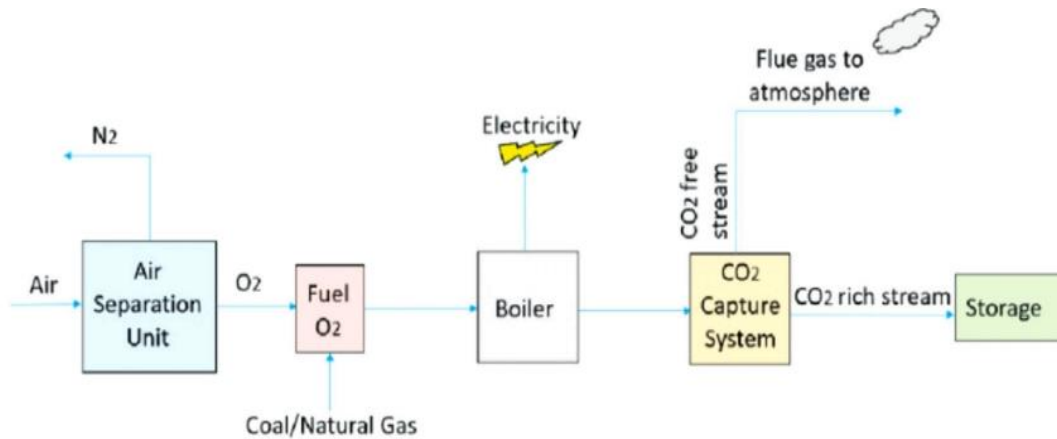 Flue gas to
atmosphere
Electricity
N2
CO2 free
stream
Air
Air
Separation
Unit
O2
Fuel
O2
Boiler
CO2
Capture
System
CO2 rich stream
Storage
Coal/Natural Gas